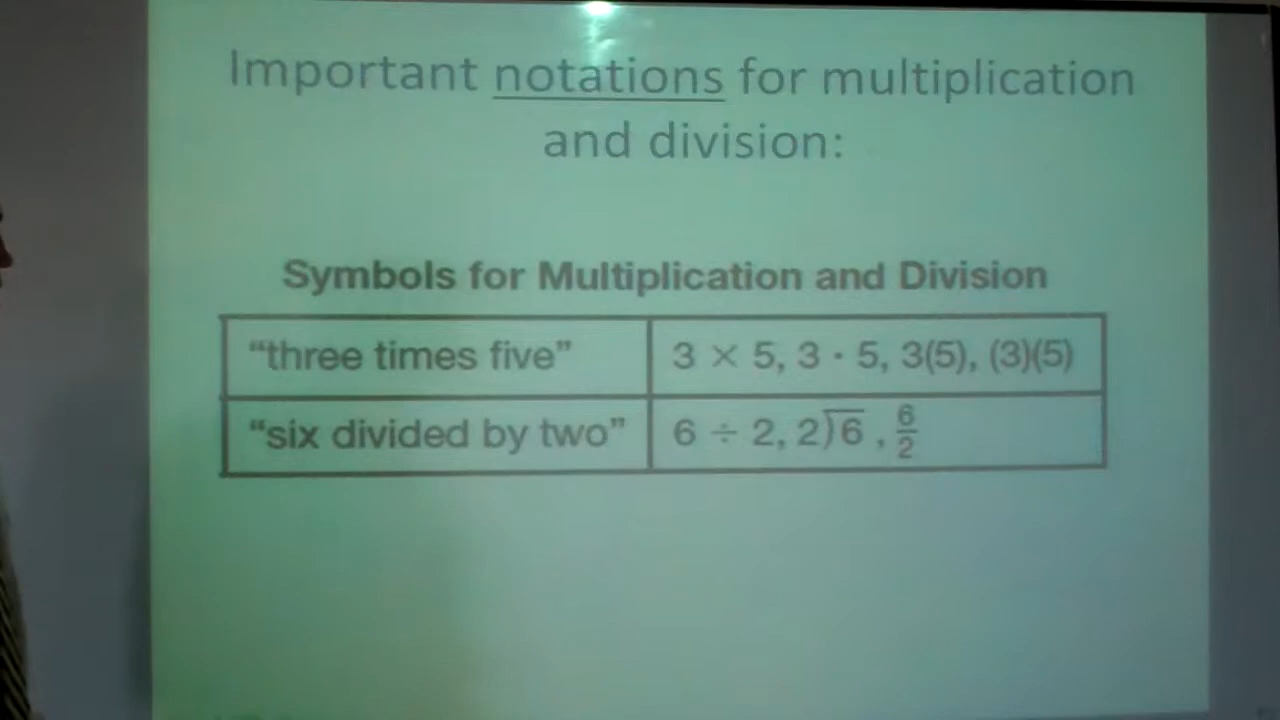 Important notations for multiplication
and division:
Symbols for Multiplication and Division
“three times five” 3 × 5, 3 · 5, 3(5), (3)(5)
“six divided by two” 6 ÷ 2, 2)6, 6/2